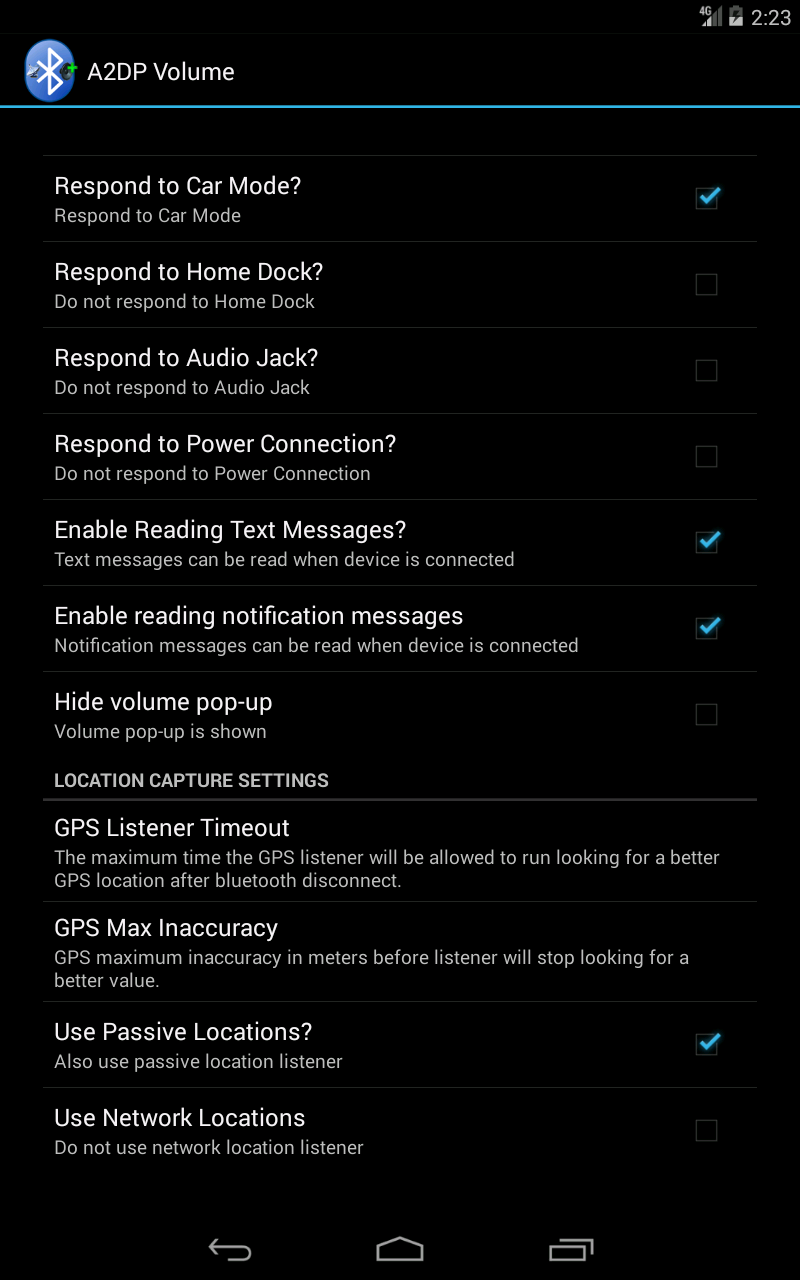 4G 2:23
A2DP Volume
Respond to Car Mode?
Respond to Car Mode
Respond to Home Dock?
Do not respond to Home Dock
Respond to Audio Jack?
Do not respond to Audio Jack
Respond to Power Connection?
Do not respond to Power Connection
Enable Reading Text Messages?
Text messages can be read when device is connected
Enable reading notification messages
Notification messages can be read when device is connected
Hide volume pop-up
Volume pop-up is shown
LOCATION CAPTURE SETTINGS
GPS Listener Timeout
The maximum time the GPS listener will be allowed to run looking for a better
GPS location after bluetooth disconnect.
GPS Max Inaccuracy
GPS maximum inaccuracy in meters before listener will stop looking for a
better value.
Use Passive Locations?
Also use passive location listener
Use Network Locations
Do not use network location listener